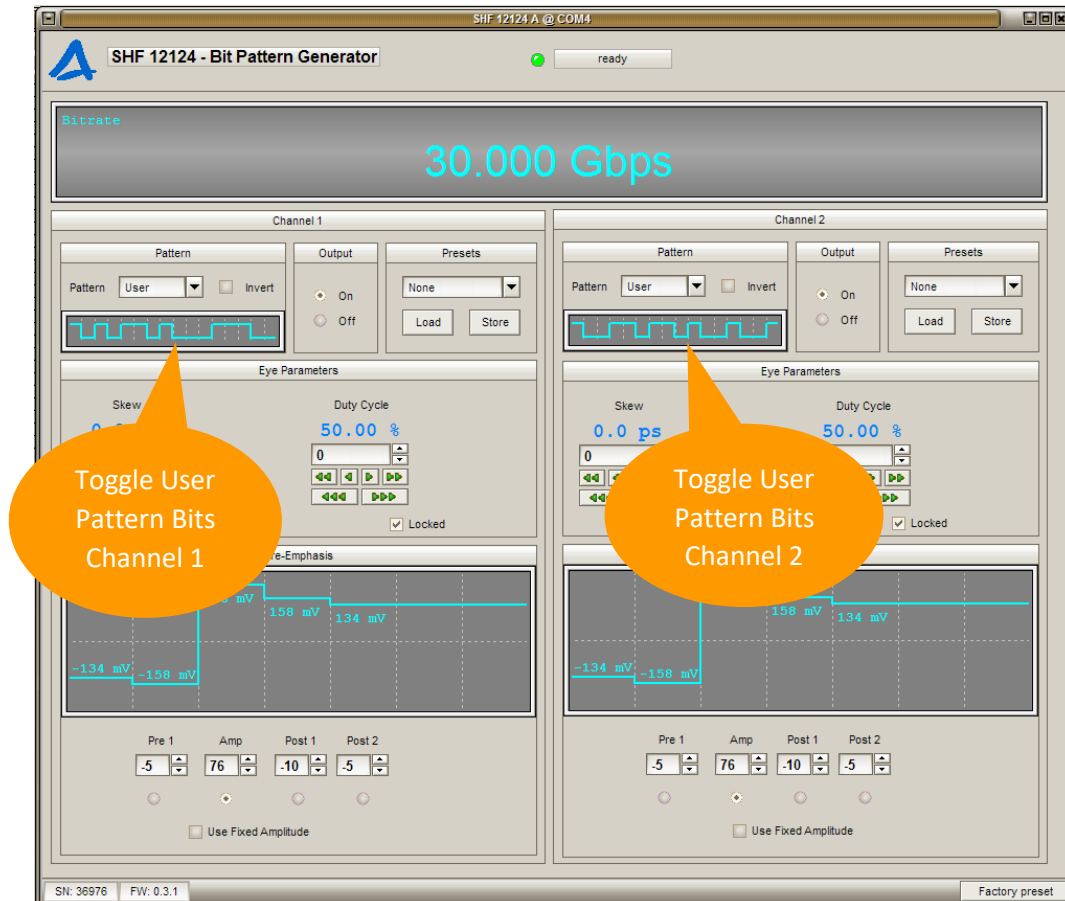 SHF 12124 A @ COM4
SHF 12124 - Bit Pattern Generator
ready
Bitrate
30.000 Gbps
Channel 1
Pattern
Output
Presets
Pattern User Invert
On
Off
None
Load Store
Eye Parameters
Skew
Duty Cycle
50.00 %
0
Locked
Toggle User
Pattern Bits
Channel 1
re-Emphasis
mV
158 mV
134 mV
-134 mV
-158 mV
Pre 1 Amp Post 1 Post 2
-5 76 -10 -5
Use Fixed Amplitude
Channel 2
Pattern
Output
Presets
Pattern User Invert
On
Off
None
Load Store
Eye Parameters
Skew
Duty Cycle
0.0 ps
50.00 %
0
Locked
Toggle User
Pattern Bits
Channel 2
158 mV
134 mV
-134 mV
-158 mV
Pre 1 Amp Post 1 Post 2
-5 76 -10 -5
Use Fixed Amplitude
SN: 36976 FW: 0.3.1
Factory preset